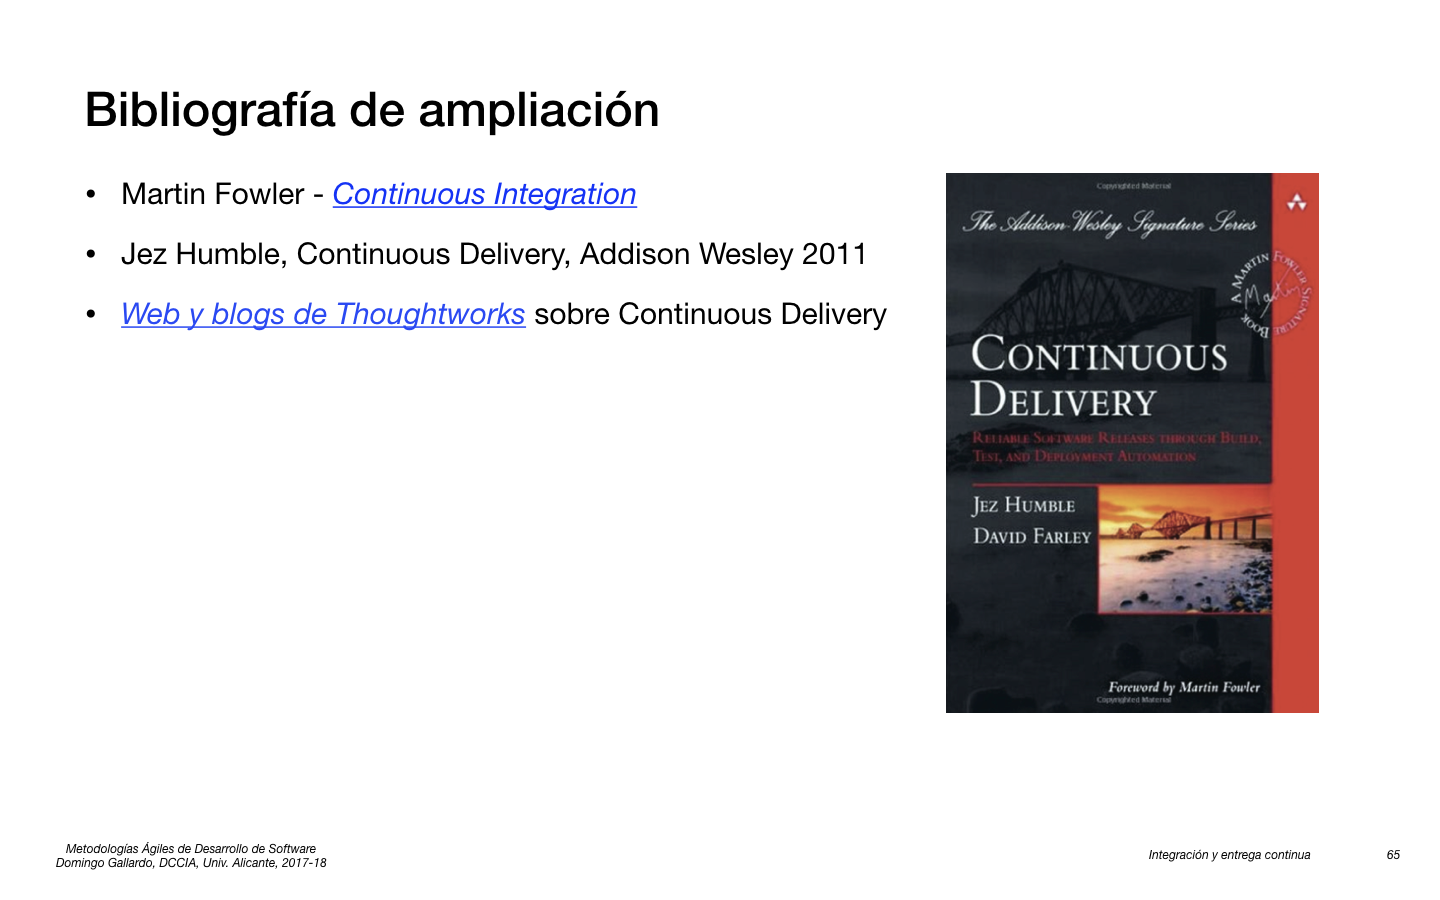 Bibliografía de ampliación
• Martin Fowler - Continuous Integration
• Jez Humble, Continuous Delivery, Addison Wesley 2011
• Web y blogs de Thoughtworks sobre Continuous Delivery
Copyrighted Material
The Addison-Wesley Signature Series
A MARTIN FOWLER SIGNATURE BOOK
Martin
CONTINUOUS
DELIVERY
RELIABLE SOFTWARE RELEASES THROUGH BUILD,
TEST, AND DEPLOYMENT AUTOMATION
JEZ HUMBLE
DAVID FARLEY
Foreword by Martin Fowler
Copyrighted Material
Metodologías Ágiles de Desarrollo de Software
Domingo Gallardo, DCCIA, Univ. Alicante, 2017-18
Integración y entrega continua
65